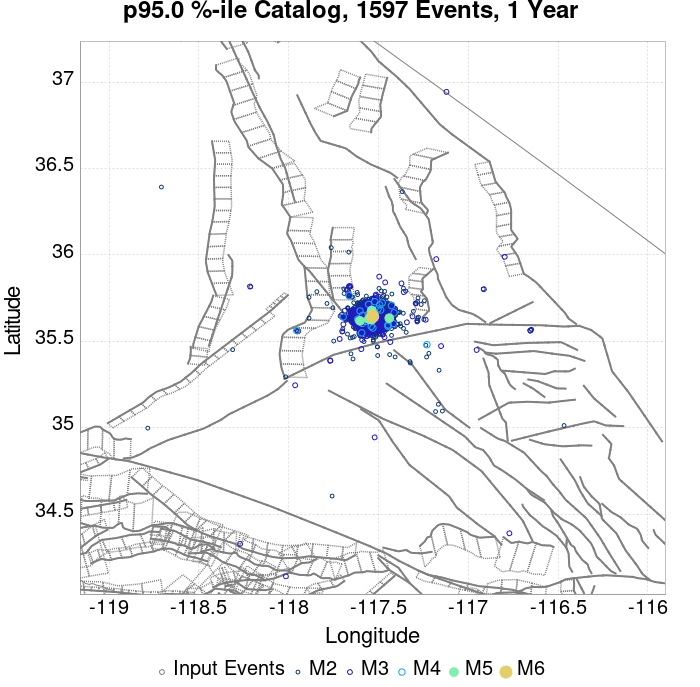 p95.0 %-ile Catalog, 1597 Events, 1 Year
37
36.5
36
35.5
35
34.5
Latitude
-119
-118.5
-118
-117.5
-117
-116.5
-116
Longitude
Input Events
M2
M3
M4
M5
M6